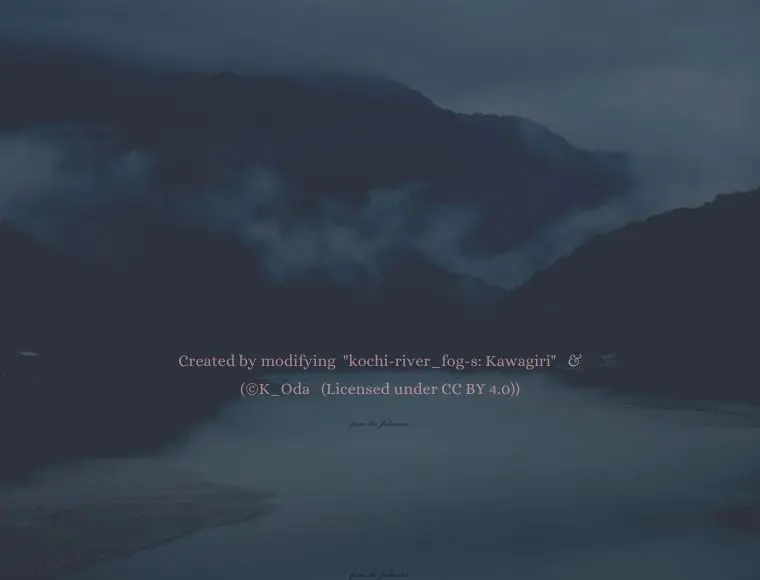 Created by modifying "kochi-river_fog-s: Kawagiri" &
(©K_Oda (Licensed under CC BY 4.0))